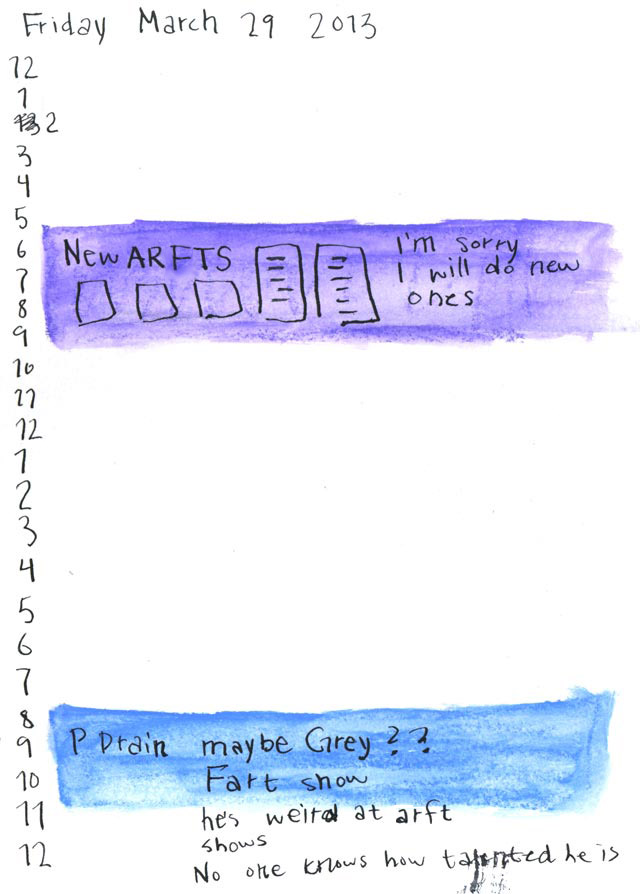 Friday March 29 2013
12
1
2
3
4
5
6 New ARFTS I'm sorry
7 I will do new
8 ones
9
10
11
12
1
2
3
4
5
6
7
8
9 P Drain maybe Grey ??
10 Fart show
11 he's weird at arft
shows
12 No one knows how talented he is